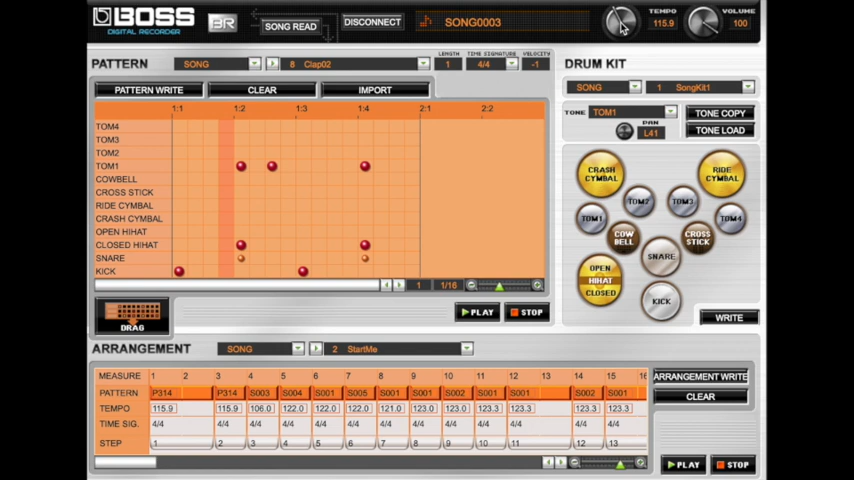 BOSS
DIGITAL RECORDER
BR
SONG READ
DISCONNECT
SONG0003
TEMPO
115.9
VOLUME
100
PATTERN
SONG
8 Clap02
LENGTH
1
TIME SIGNATURE
4/4
VELOCITY
-1
PATTERN WRITE
CLEAR
IMPORT
1:1 1:2 1:3 1:4 2:1 2:2
TOM4
TOM3
TOM2
TOM1
COWBELL
CROSS STICK
RIDE CYMBAL
CRASH CYMBAL
OPEN HIHAT
CLOSED HIHAT
SNARE
KICK
1 1/16
DRAG
PLAY
STOP
DRUM KIT
SONG
1 SongKit1
TONE
TOM1
TONE COPY
PAN
L41
TONE LOAD
CRASH CYMBAL
RIDE CYMBAL
TOM2
TOM3
TOM1
TOM4
COW BELL
CROSS STICK
SNARE
OPEN
HIHAT
CLOSED
KICK
WRITE
ARRANGEMENT
SONG
2 StartMe
MEASURE 1 2 3 4 5 6 7 8 9 10 11 12 13 14 15 16
PATTERN P314 P314 S003 S004 S001 S005 S001 S001 S002 S001 S001 S002 S001
TEMPO 115.9 115.9 106.0 122.0 122.0 122.0 121.0 123.0 123.0 123.3 123.3 123.3 123.3
TIME SIG. 4/4 4/4 4/4 4/4 4/4 4/4 4/4 4/4 4/4 4/4 4/4 4/4 4/4
STEP 1 2 3 4 5 6 7 8 9 10 11 12 13
ARRANGEMENT WRITE
CLEAR
PLAY
STOP